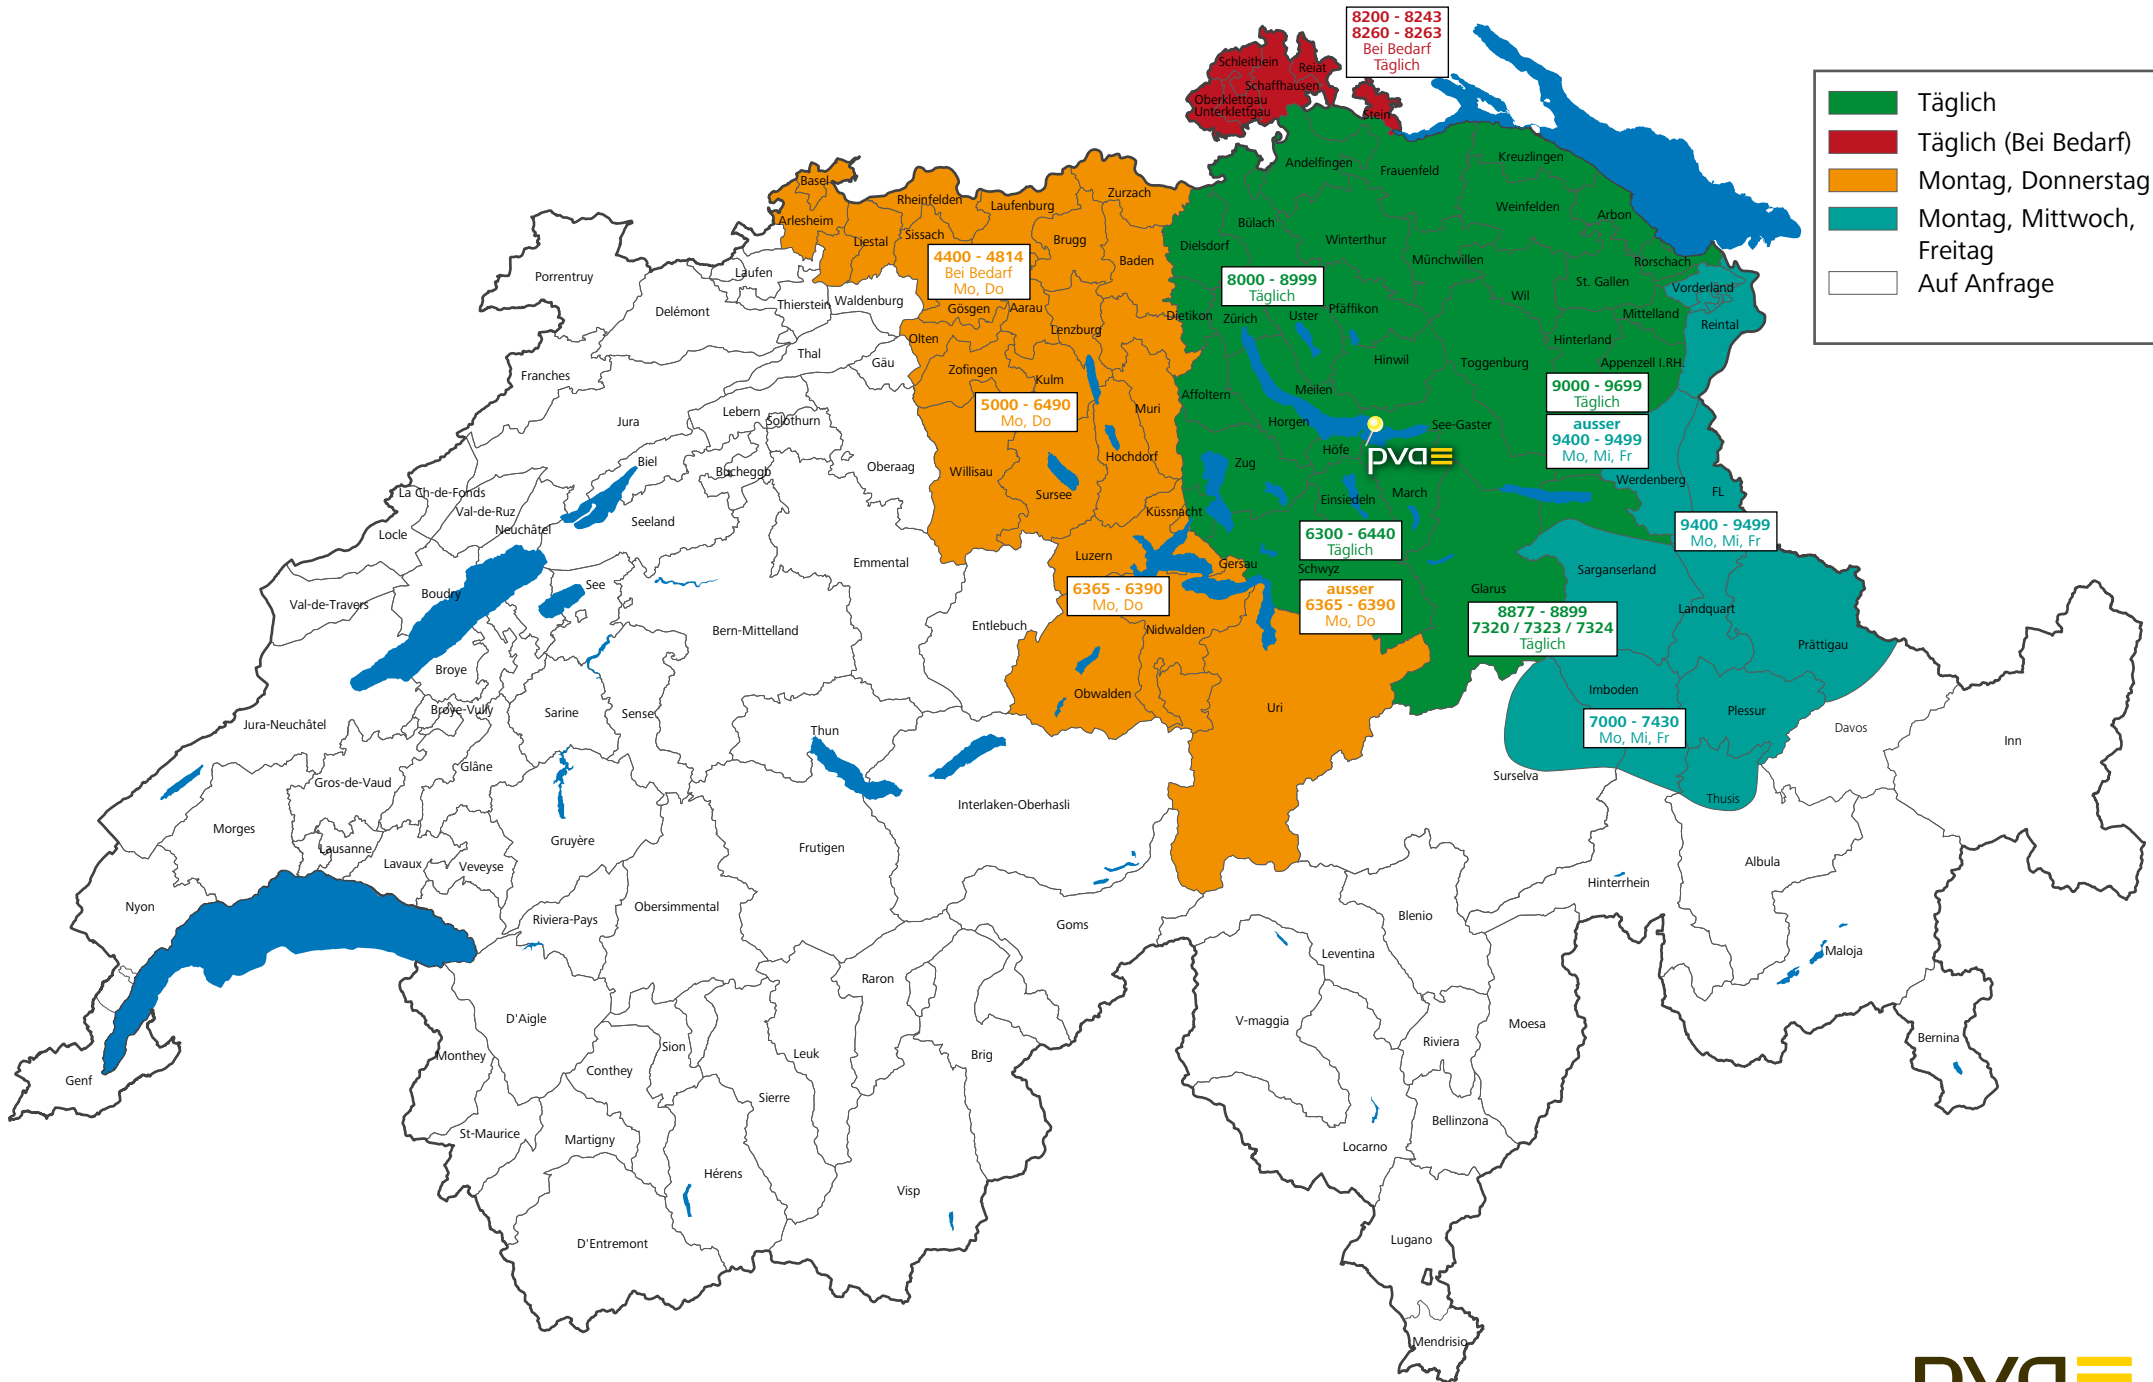 8200 - 8243
8260 - 8263
Bei Bedarf
Täglich
Täglich
Täglich (Bei Bedarf)
Montag, Donnerstag
Montag, Mittwoch,
Freitag
Auf Anfrage
Schleithein
Reiat
Schaffhausen
Oberklettgau
Unterklettgau
Stein
Andelfingen
Frauenfeld
Kreuzlingen
Weinfelden
Arbon
Basel
Arlesheim
Rheinfelden
Laufenburg
Zurzach
Liestal
Sissach
Brugg
Baden
Bülach
Dielsdorf
Winterthur
Münchwillen
Rorschach
St. Gallen
Wil
Vorderland
Mittelland
Reintal
4400 - 4814
Bei Bedarf
Mo, Do
8000 - 8999
Täglich
Porrentruy
Laufen
Thierstein
Waldenburg
Delémont
Gösgen
Aarau
Lenzburg
Dietikon
Zürich
Uster
Pfäffikon
Olten
Hinterland
Appenzell I.RH.
Thal
Gäu
Zofingen
Kulm
Hinwil
Toggenburg
Franches
Meilen
Affoltern
Muri
5000 - 6490
Mo, Do
9000 - 9699
Täglich
ausser
9400 - 9499
Mo, Mi, Fr
Jura
Lebern
Solothurn
Horgen
See-Gaster
Höfe
pva
Biel
Bucheggb
Oberaag
Willisau
Hochdorf
Zug
Sursee
Einsiedeln
March
Werdenberg
FL
La Ch-de-Fonds
Val-de-Ruz
Neuchâtel
Seeland
Locle
Küssnacht
9400 - 9499
Mo, Mi, Fr
6300 - 6440
Täglich
Emmental
Luzern
Gersau
Schwyz
Sarganserland
Val-de-Travers
Boudry
See
6365 - 6390
Mo, Do
ausser
6365 - 6390
Mo, Do
Glarus
8877 - 8899
7320 / 7323 / 7324
Täglich
Landquart
Prättigau
Bern-Mittelland
Entlebuch
Nidwalden
Broye
Obwalden
Uri
Imboden
Plessur
7000 - 7430
Mo, Mi, Fr
Broye-Vully
Sarine
Sense
Jura-Neuchâtel
Thun
Davos
Inn
Glâne
Gros-de-Vaud
Surselva
Thusis
Interlaken-Oberhasli
Morges
Lausanne
Lavaux
Veveyse
Gruyère
Frutigen
Albula
Hinterrhein
Nyon
Riviera-Pays
Obersimmental
Goms
Blenio
Leventina
Maloja
Raron
D'Aigle
V-maggia
Moesa
Riviera
Bernina
Monthey
Sion
Leuk
Brig
Genf
Conthey
Sierre
St-Maurice
Martigny
Bellinzona
Locarno
Hérens
Visp
D'Entremont
Lugano
Mendrisio
pva